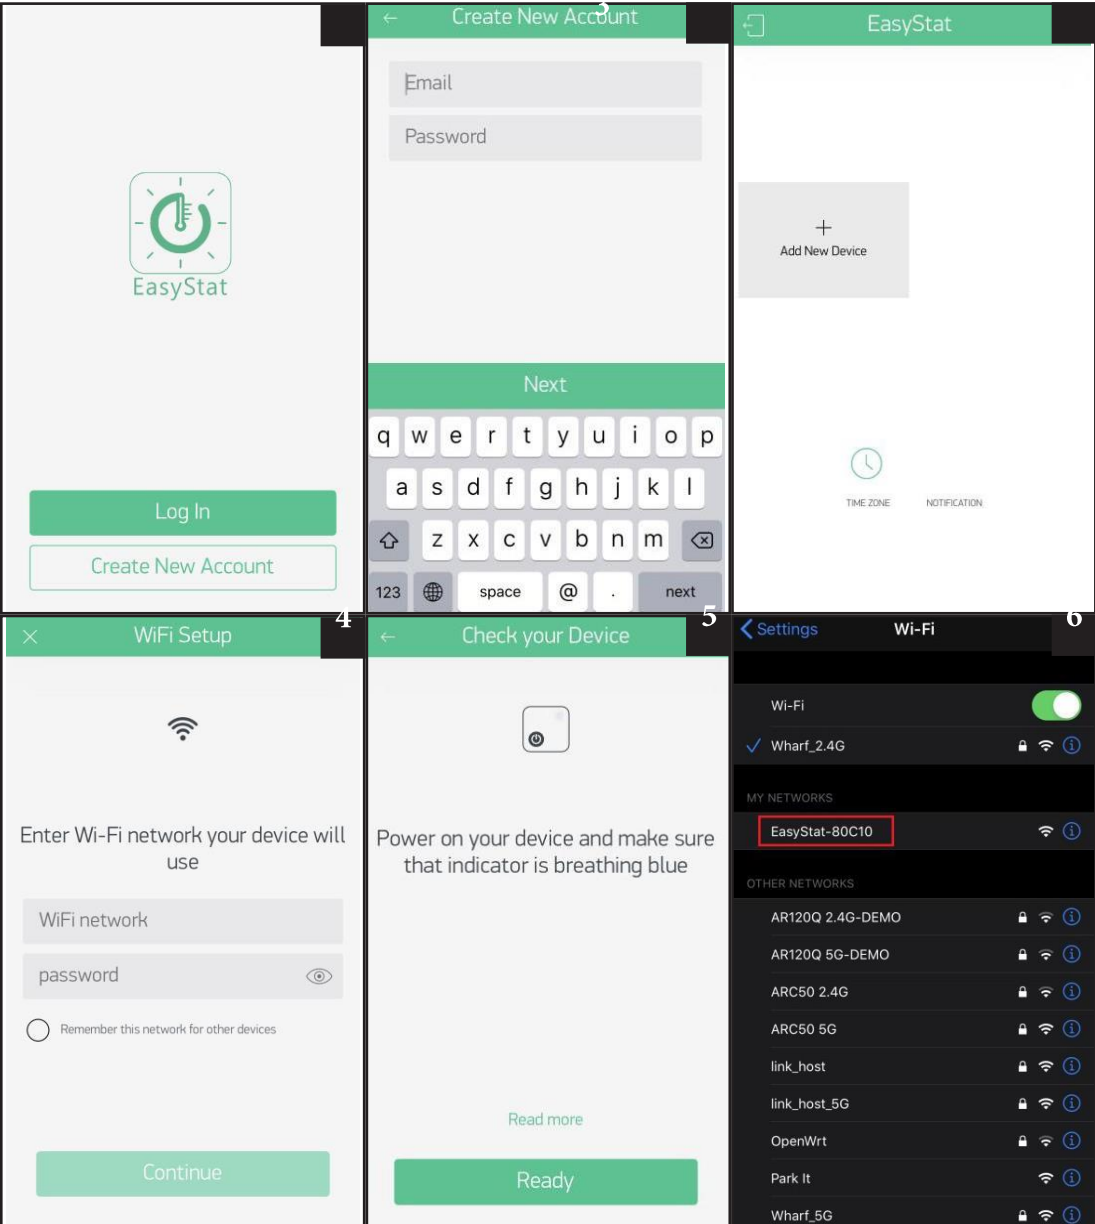 EasyStat
Log In
Create New Account
3
Create New Account
Email
Password
Next
q w e r t y u i o p
a s d f g h j k l
z x c v b n m
123 space @ . next
EasyStat
+
Add New Device
TIME ZONE NOTIFICATION
4
WiFi Setup
Enter Wi-Fi network your device will
use
WiFi network
password
Remember this network for other devices
Continue
5
Check your Device
Power on your device and make sure
that indicator is breathing blue
Read more
Ready
6
Settings Wi-Fi
Wi-Fi
Wharf_2.4G
MY NETWORKS
EasyStat-80C10
OTHER NETWORKS
AR120Q 2.4G-DEMO
AR120Q 5G-DEMO
ARC50 2.4G
ARC50 5G
link_host
link_host_5G
OpenWrt
Park It
Wharf_5G